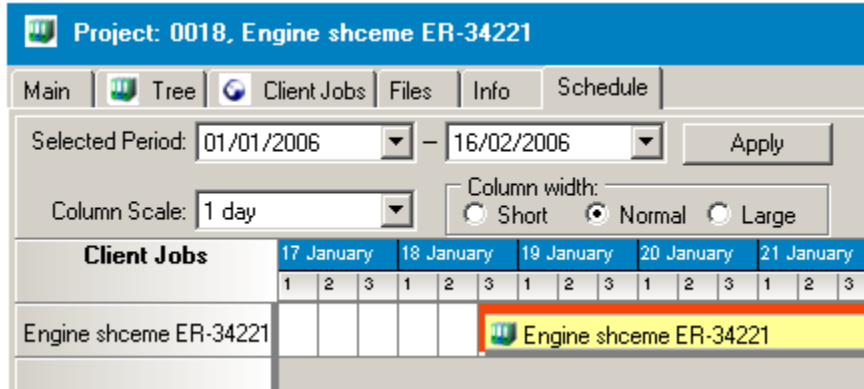 Project: 0018, Engine shceme ER-34221
Main Tree Client Jobs Files Info Schedule
Selected Period: 01/01/2006 – 16/02/2006 Apply
Column width:
Column Scale: 1 day Short Normal Large
Client Jobs 17 January 18 January 19 January 20 January 21 January
1 2 3 1 2 3 1 2 3 1 2 3 1 2 3
Engine shceme ER-34221 Engine shceme ER-34221